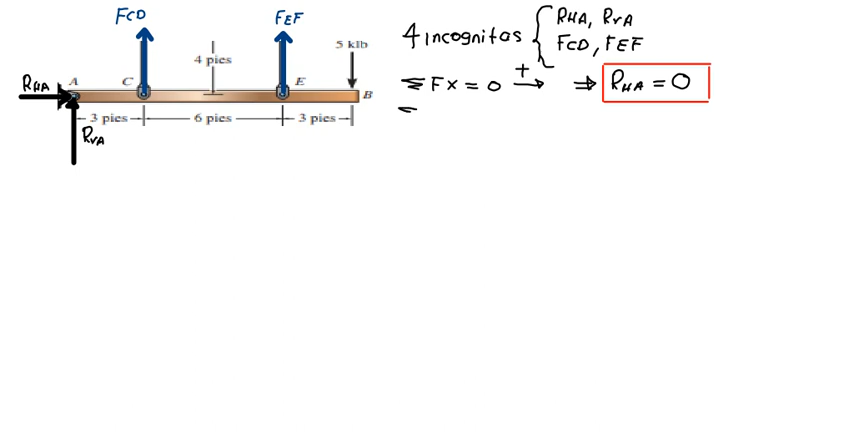 FCD
FEF
4 pies
5 klb
RHA
A
C
E
B
3 pies
6 pies
3 pies
RVA
4 incognitas { RHA, RVA
FCD, FEF
Σ Fx = 0 + → ⇒ RHA = 0